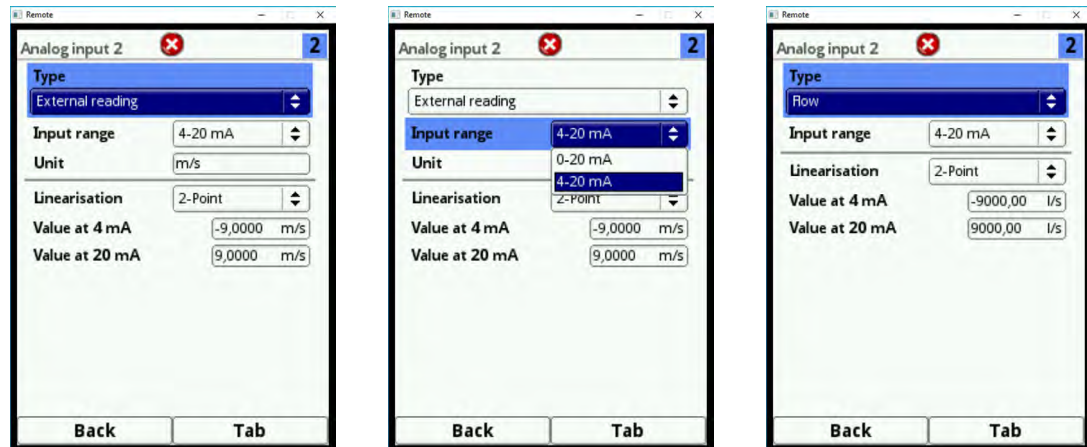 Remote
Analog input 2
2
Type
External reading
Input range 4-20 mA
Unit m/s
Linearisation 2-Point
Value at 4 mA -9,0000 m/s
Value at 20 mA 9,0000 m/s
Back Tab
Remote
Analog input 2
2
Type
External reading
Input range 4-20 mA
0-20 mA
Unit
4-20 mA
Linearisation 2-Point
Value at 4 mA -9,0000 m/s
Value at 20 mA 9,0000 m/s
Back Tab
Remote
Analog input 2
2
Type
Flow
Input range 4-20 mA
Linearisation 2-Point
Value at 4 mA -9000,00 l/s
Value at 20 mA 9000,00 l/s
Back Tab